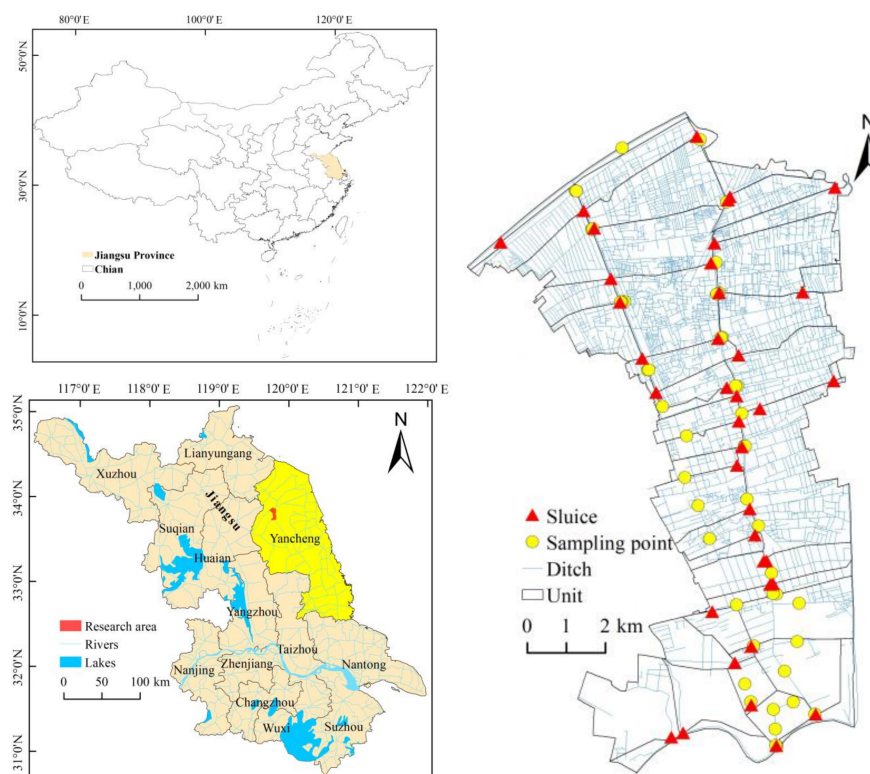 80°0'0"
100°0'N
120°0'N
50°0'N
30°0'N
10°0'N
Jiangsu Province
Chian
0 1,000 2,000 km
117°0'E
118°0'E
119°0'E
120°0'E
121°0'E
122°0'E
35°0'N
34°0'N
33°0'N
32°0'N
31°0'N
N
Lianyungang
Xuzhou
Jiangsu
Suqian
Huaian
Yancheng
Yangzhou
Taizhou
Nanjing
Zhenjiang
Nantong
Changzhou
Wuxi
Suzhou
Research area
Rivers
Lakes
0 50 100 km
N
Sluice
Sampling point
Ditch
Unit
0 1 2 km